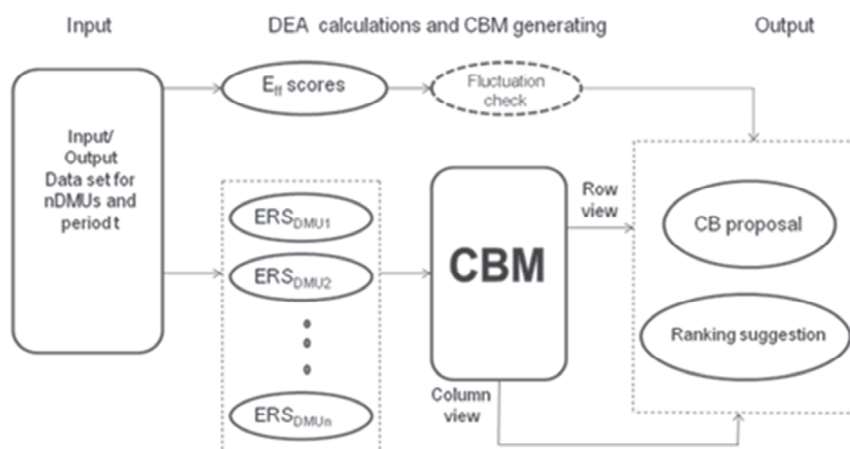 Input
DEA calculations and CBM generating
Output
Eff scores
Fluctuation
check
Input/
Output
Data set for
nDMUs and
period t
ERSDMU1
ERSDMU2
ERSDMUn
CBM
Row
view
CB proposal
Ranking suggestion
Column
view